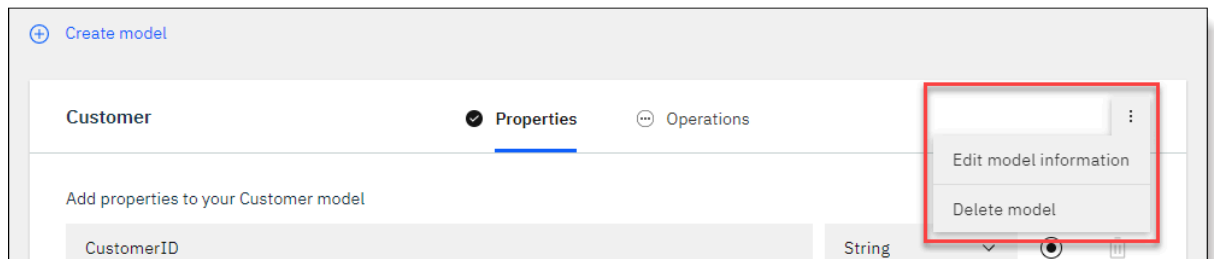 Create model
Customer
Properties
Operations
Edit model information
Add properties to your Customer model
Delete model
CustomerID
String